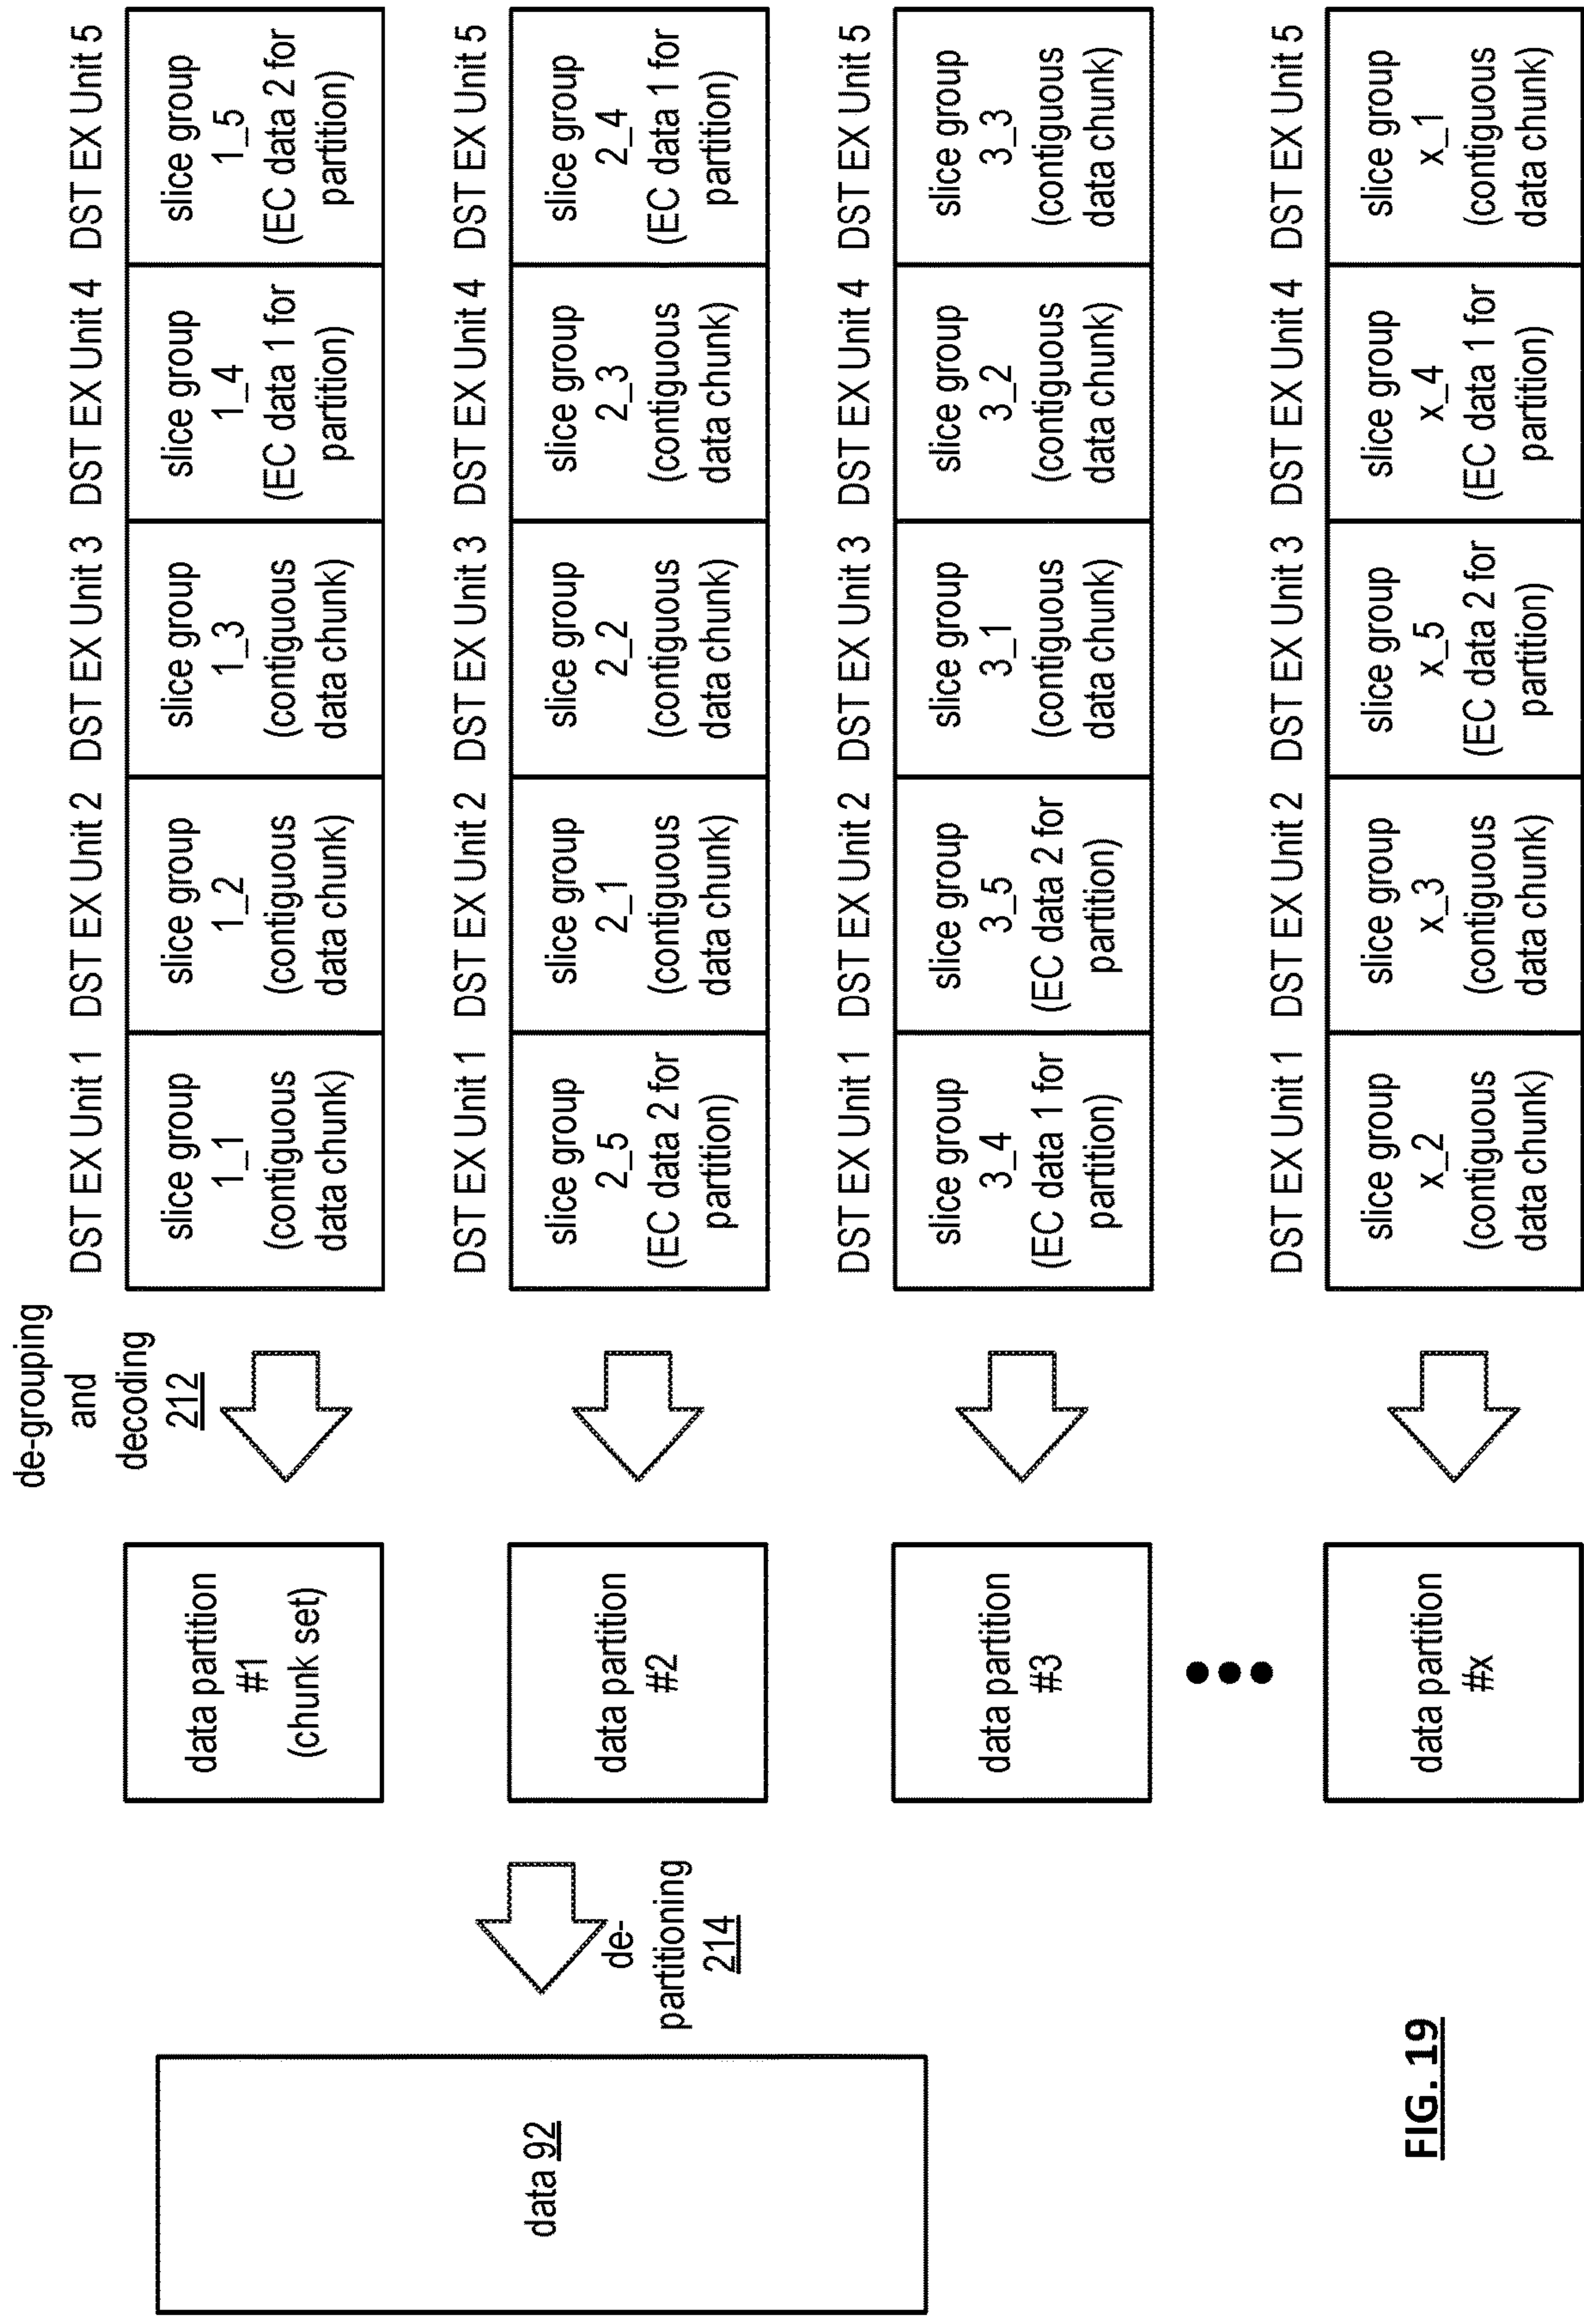 de-grouping
and
decoding
212
DST EX Unit 1
DST EX Unit 2
DST EX Unit 3
DST EX Unit 4
DST EX Unit 5
data partition
#1
(chunk set)
slice group
1_1
(contiguous
data chunk)
slice group
1_2
(contiguous
data chunk)
slice group
1_3
(contiguous
data chunk)
slice group
1_4
(EC data 1 for
partition)
slice group
1_5
(EC data 2 for
partition)
DST EX Unit 1
DST EX Unit 2
DST EX Unit 3
DST EX Unit 4
DST EX Unit 5
data 92
de-
partitioning
214
data partition
#2
slice group
2_5
(EC data 2 for
partition)
slice group
2_1
(contiguous
data chunk)
slice group
2_2
(contiguous
data chunk)
slice group
2_3
(contiguous
data chunk)
slice group
2_4
(EC data 1 for
partition)
DST EX Unit 1
DST EX Unit 2
DST EX Unit 3
DST EX Unit 4
DST EX Unit 5
data partition
#3
slice group
3_4
(EC data 1 for
partition)
slice group
3_5
(EC data 2 for
partition)
slice group
3_1
(contiguous
data chunk)
slice group
3_2
(contiguous
data chunk)
slice group
3_3
(contiguous
data chunk)
DST EX Unit 1
DST EX Unit 2
DST EX Unit 3
DST EX Unit 4
DST EX Unit 5
data partition
#x
slice group
x_2
(contiguous
data chunk)
slice group
x_3
(contiguous
data chunk)
slice group
x_5
(EC data 2 for
partition)
slice group
x_4
(EC data 1 for
partition)
slice group
x_1
(contiguous
data chunk)
FIG. 19